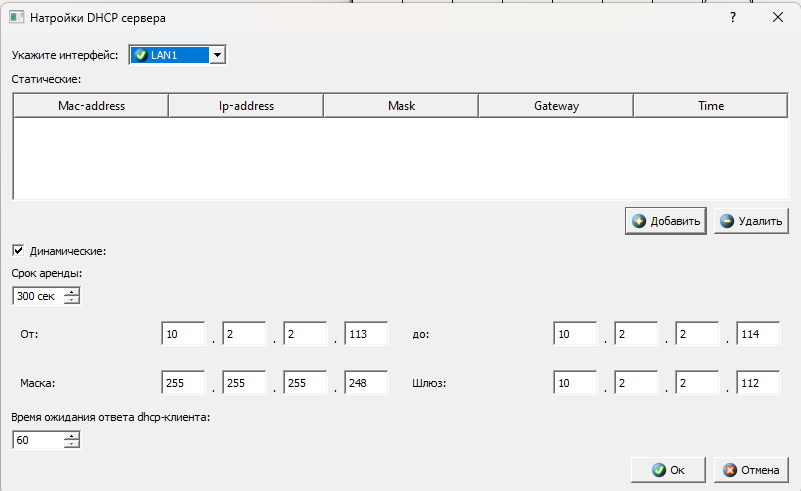 Натройки DHCP сервера ?
Укажите интерфейс: LAN1
Статические:
Mac-address Ip-address Mask Gateway Time
Добавить Удалить
Динамические:
Срок аренды:
300 сек
От: 10 . 2 . 2 . 113 до: 10 . 2 . 2 . 114
Маска: 255 . 255 . 255 . 248 Шлюз: 10 . 2 . 2 . 112
Время ожидания ответа dhcp-клиента:
60
Ок Отмена